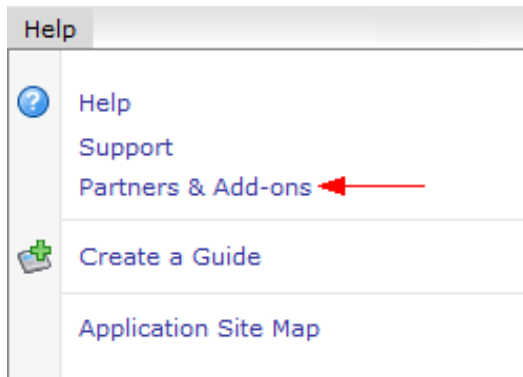 Help
Help
Support
Partners & Add-ons
Create a Guide
Application Site Map